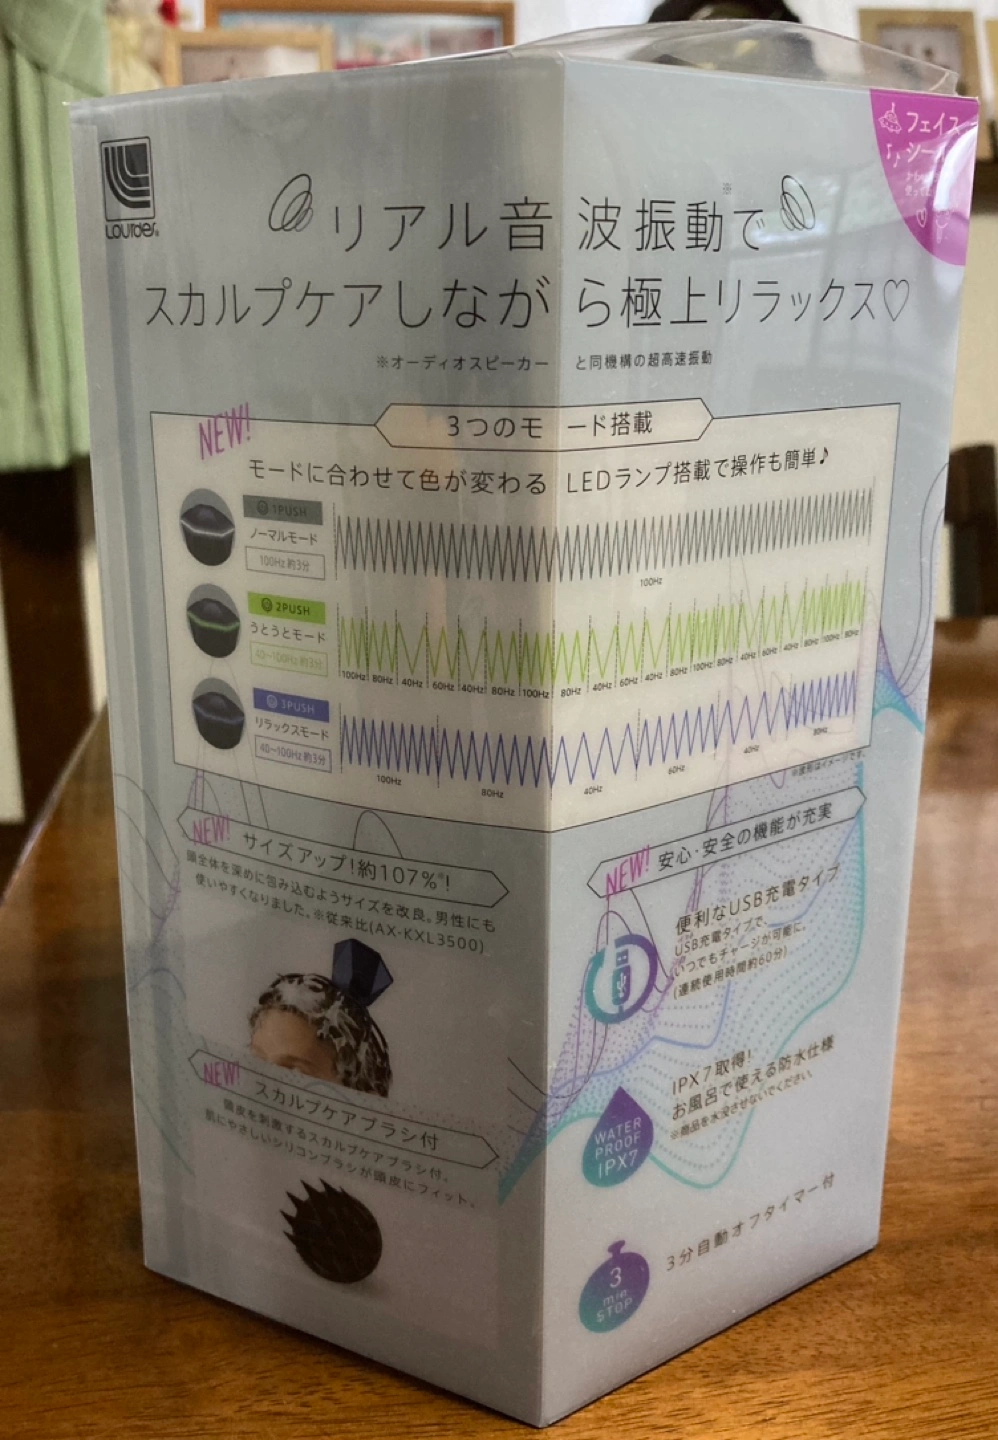 Lourdes
フェイス
シー
リアル音波振動で※
スカルプケアしながら極上リラックス♡
※オーディオスピーカーと同機構の超高速振動
NEW!
3つのモード搭載
モードに合わせて色が変わるLEDランプ搭載で操作も簡単♪
1PUSH
ノーマルモード
100Hz 約3分
100Hz
2PUSH
うとうとモード
40~100Hz 約3分
100Hz 80Hz 40Hz 60Hz 40Hz 80Hz 100Hz 80Hz 40Hz 60Hz 40Hz 80Hz 100Hz 80Hz 40Hz 60Hz 40Hz 80Hz 100Hz 80Hz
3PUSH
リラックスモード
40~100Hz 約3分
100Hz 80Hz 40Hz 60Hz 40Hz 80Hz
※波形はイメージです。
NEW!
サイズアップ!約107%※!
頭全体を深めに包み込むようサイズを改良。男性にも
使いやすくなりました。※従来比(AX-KXL3500)
NEW!
スカルプケアブラシ付
頭皮を刺激するスカルプケアブラシ付。
肌にやさしいシリコンブラシが頭皮にフィット。
NEW!
安心・安全の機能が充実
便利なUSB充電タイプ
USB充電タイプで、
いつでもチャージが可能に。
(連続使用時間約60分)
WATER
PROOF
IPX7
IPX7取得!
お風呂で使える防水仕様
※商品を水没させないでください。
3
min
STOP
3分自動オフタイマー付